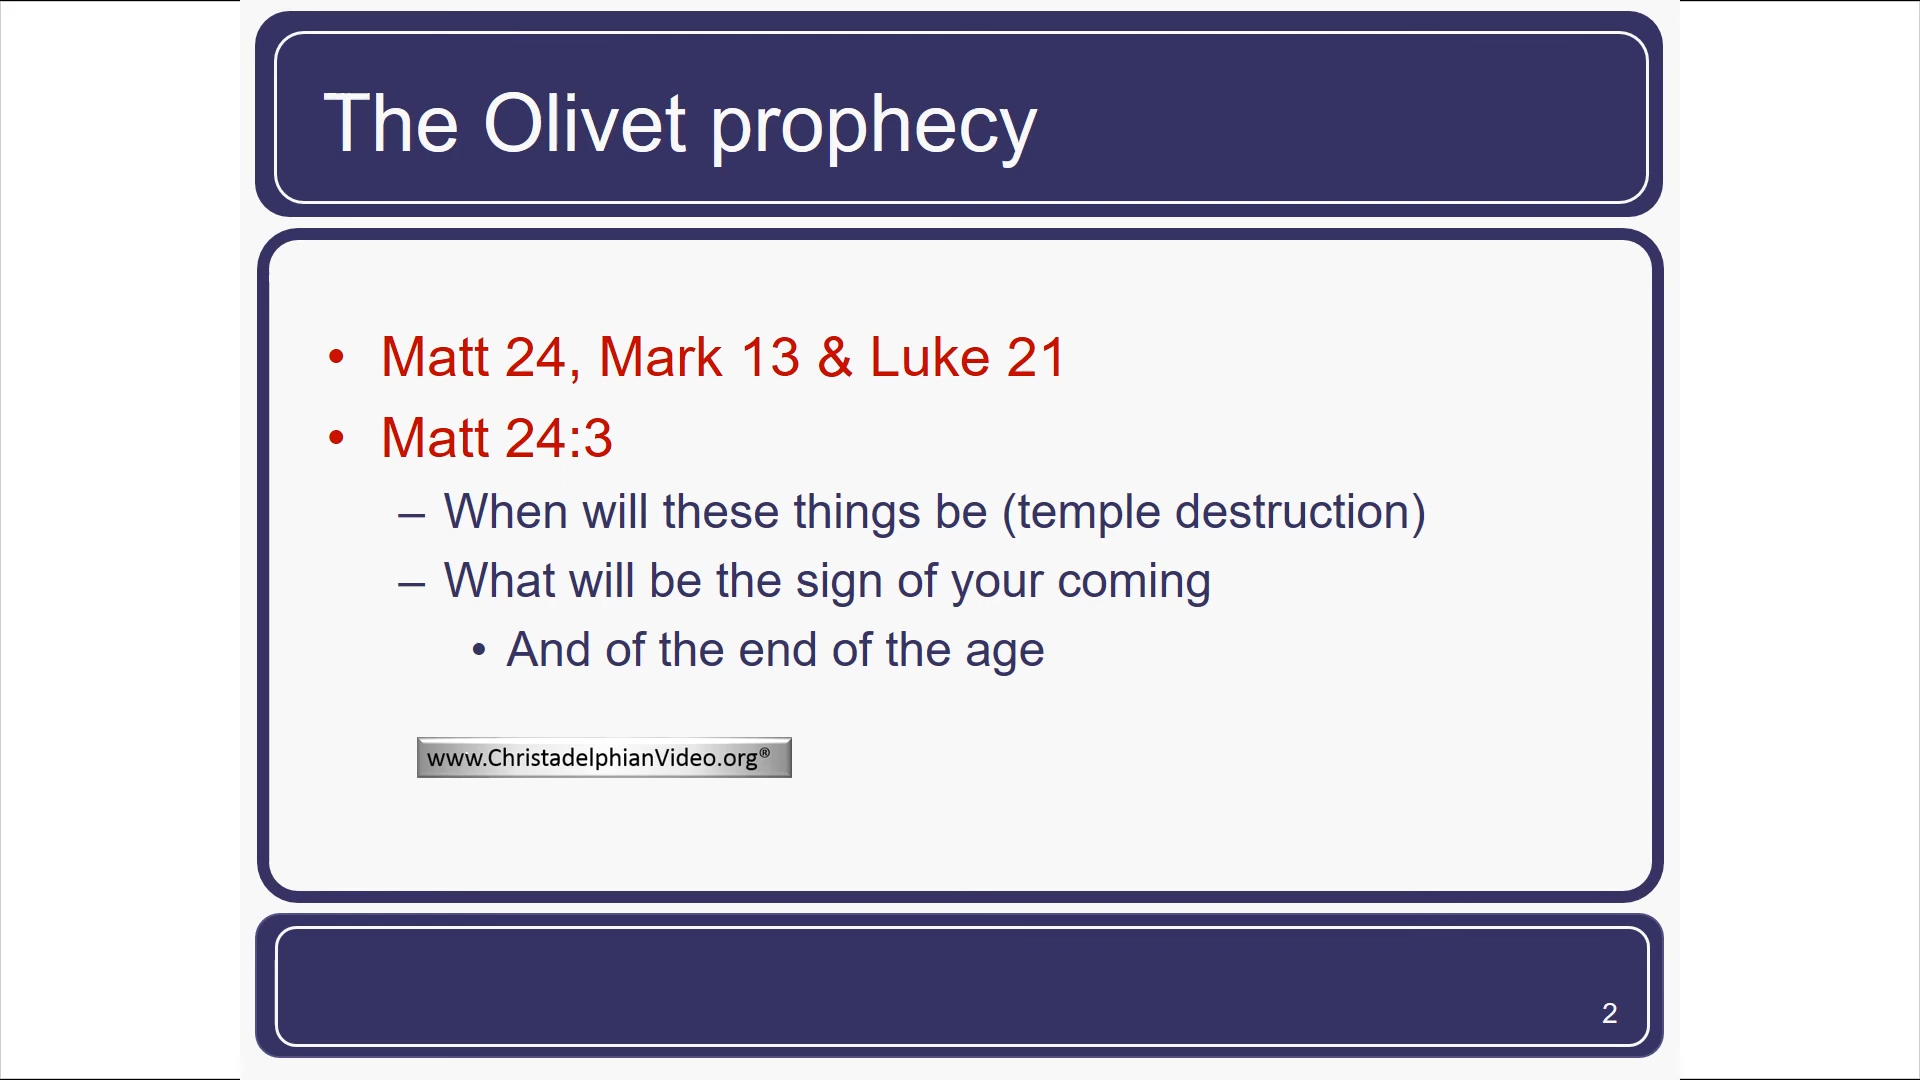 The Olivet prophecy
• Matt 24, Mark 13 & Luke 21
• Matt 24:3
– When will these things be (temple destruction)
– What will be the sign of your coming
• And of the end of the age
www.ChristadelphianVideo.org®
2